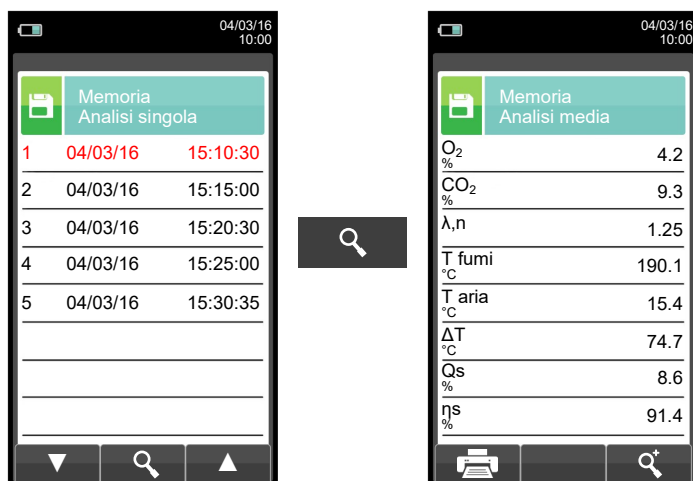 04/03/16
10:00
Memoria
Analisi singola
1 04/03/16 15:10:30
2 04/03/16 15:15:00
3 04/03/16 15:20:30
4 04/03/16 15:25:00
5 04/03/16 15:30:35
04/03/16
10:00
Memoria
Analisi media
O₂ % 4.2
CO₂ % 9.3
λ,n 1.25
T fumi °C 190.1
T aria °C 15.4
ΔT °C 74.7
Qs % 8.6
ηs % 91.4